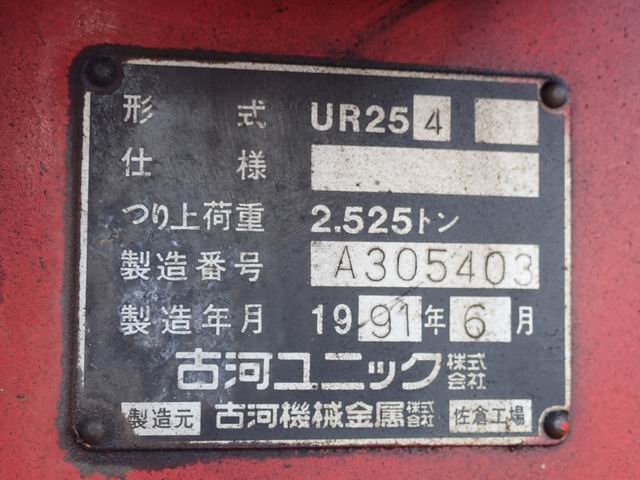 形式 UR25 4
仕様
つり上荷重 2.525トン
製造番号 A305403
製造年月 1991年6月
古河ユニック株式会社
製造元 古河機械金属株式会社 佐倉工場